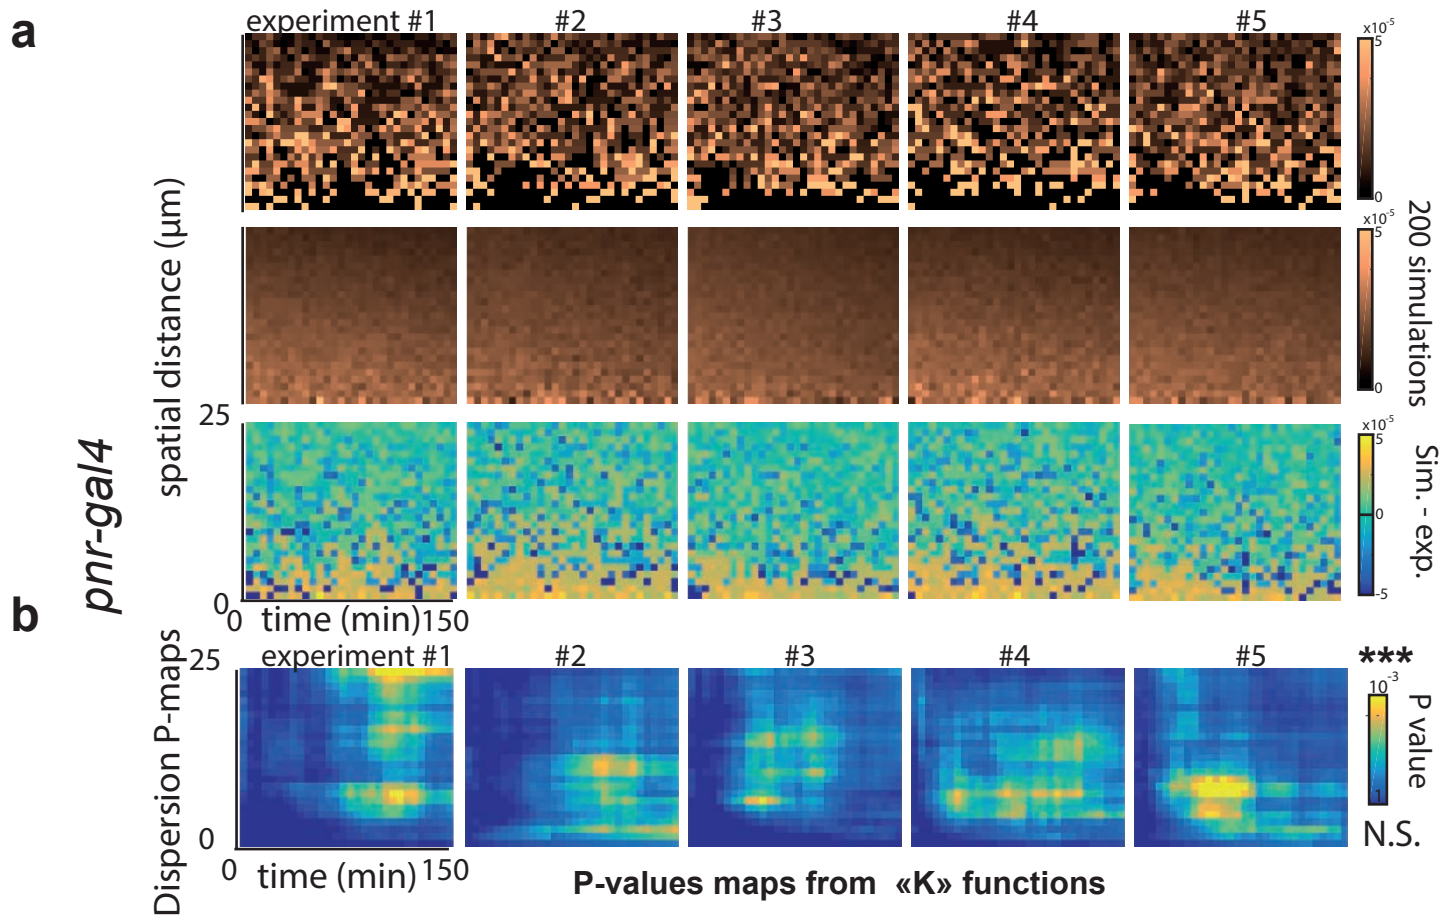 a
experiment #1 #2 #3 #4 #5
x10⁻⁵
5
0
x10⁻⁵
5
0
200 simulations
spatial distance (µm)
pnr-gal4
25
0
0 time (min) 150
x10⁻⁵
5
0
-5
Sim. - exp.
b
experiment #1 #2 #3 #4 #5
Dispersion P-maps
25
0
0 time (min) 150
***
10⁻³
1
P value
N.S.
P-values maps from «K» functions